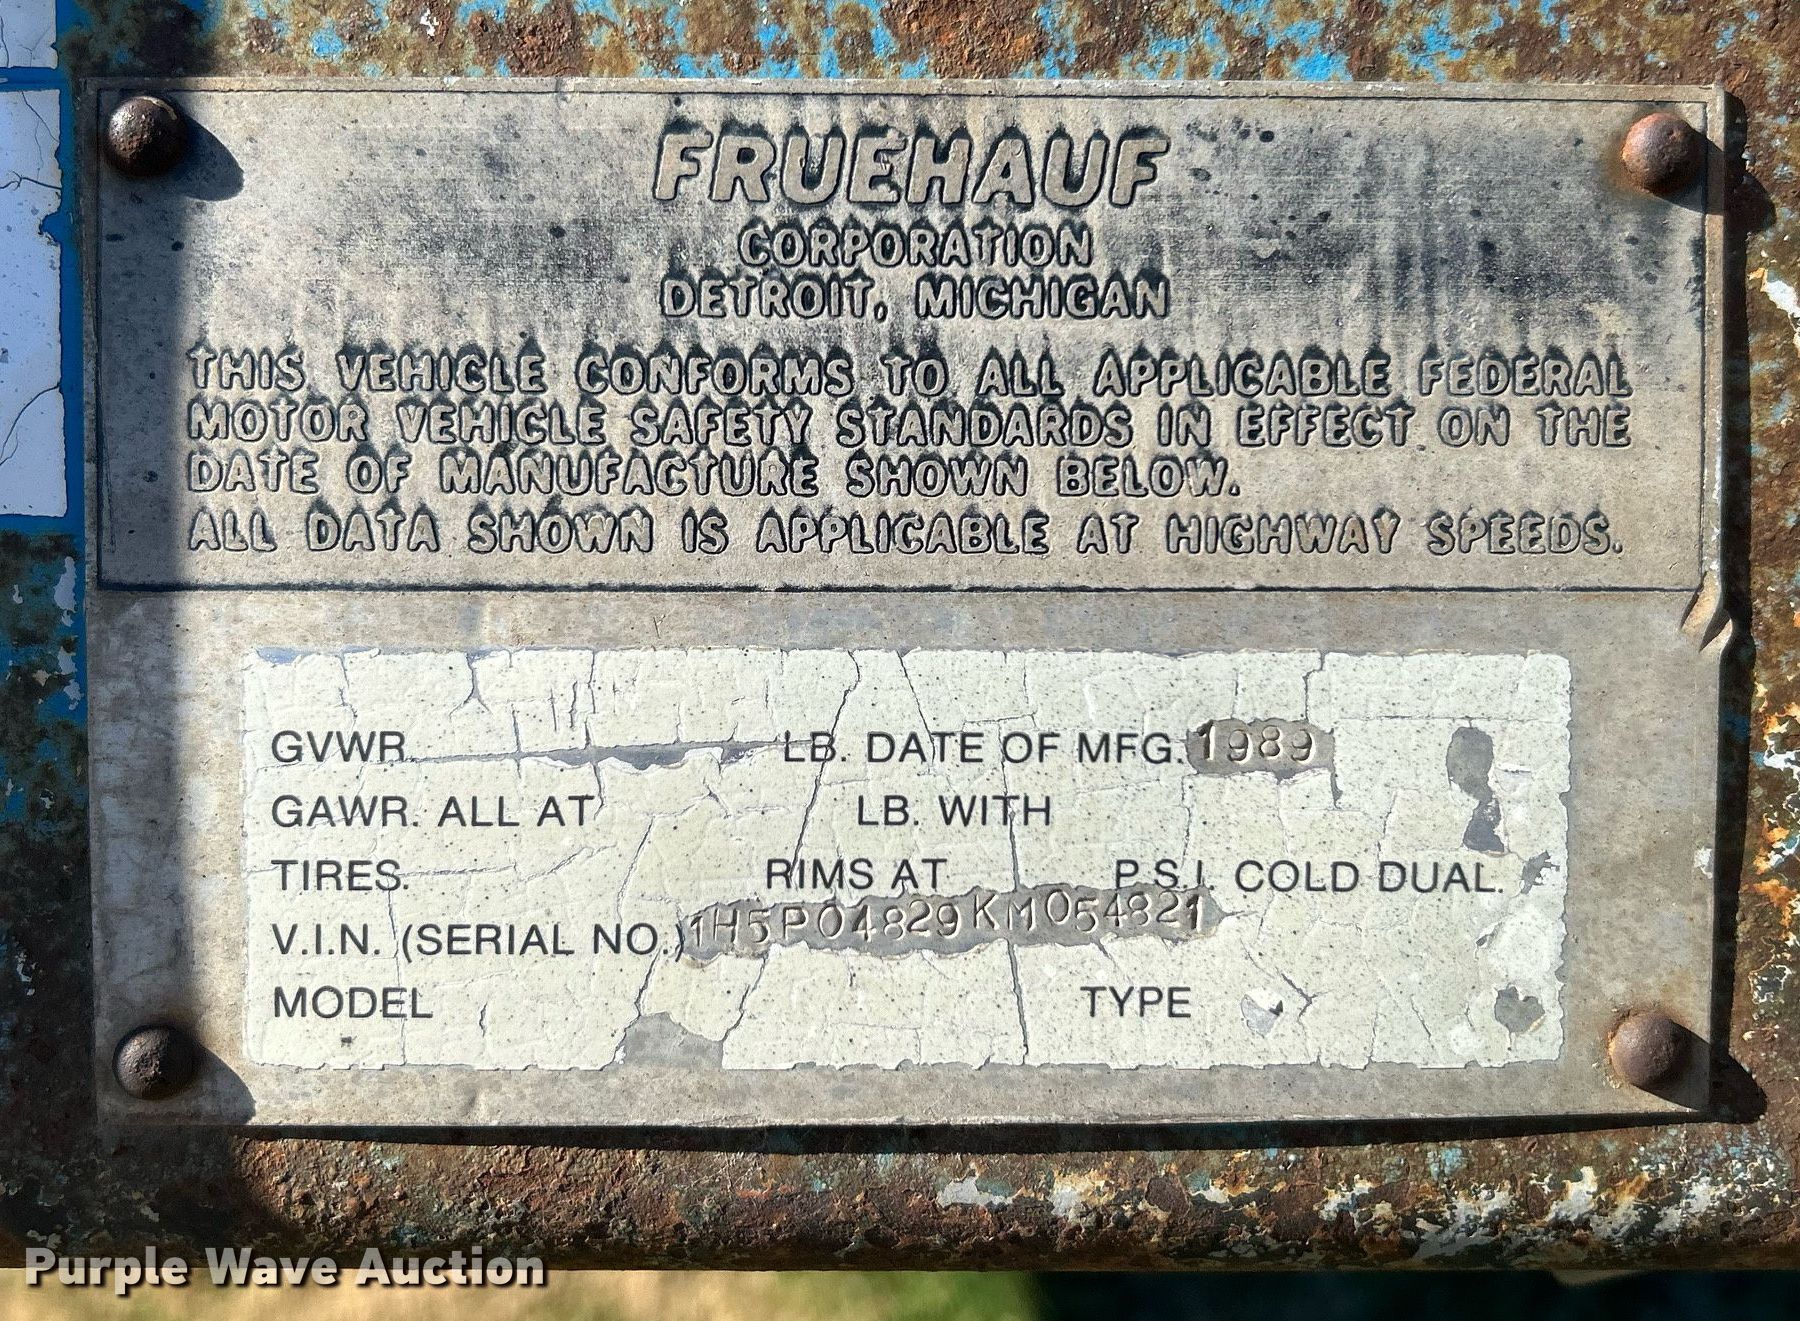 FRUEHAUF
CORPORATION
DETROIT, MICHIGAN
THIS VEHICLE CONFORMS TO ALL APPLICABLE FEDERAL
MOTOR VEHICLE SAFETY STANDARDS IN EFFECT ON THE
DATE OF MANUFACTURE SHOWN BELOW.
ALL DATA SHOWN IS APPLICABLE AT HIGHWAY SPEEDS.
GVWR. LB. DATE OF MFG. 1989
GAWR. ALL AT LB. WITH
TIRES. RIMS AT P.S.I. COLD DUAL.
V.I.N. (SERIAL NO.) 1H5P04829KM054821
MODEL TYPE
Purple Wave Auction